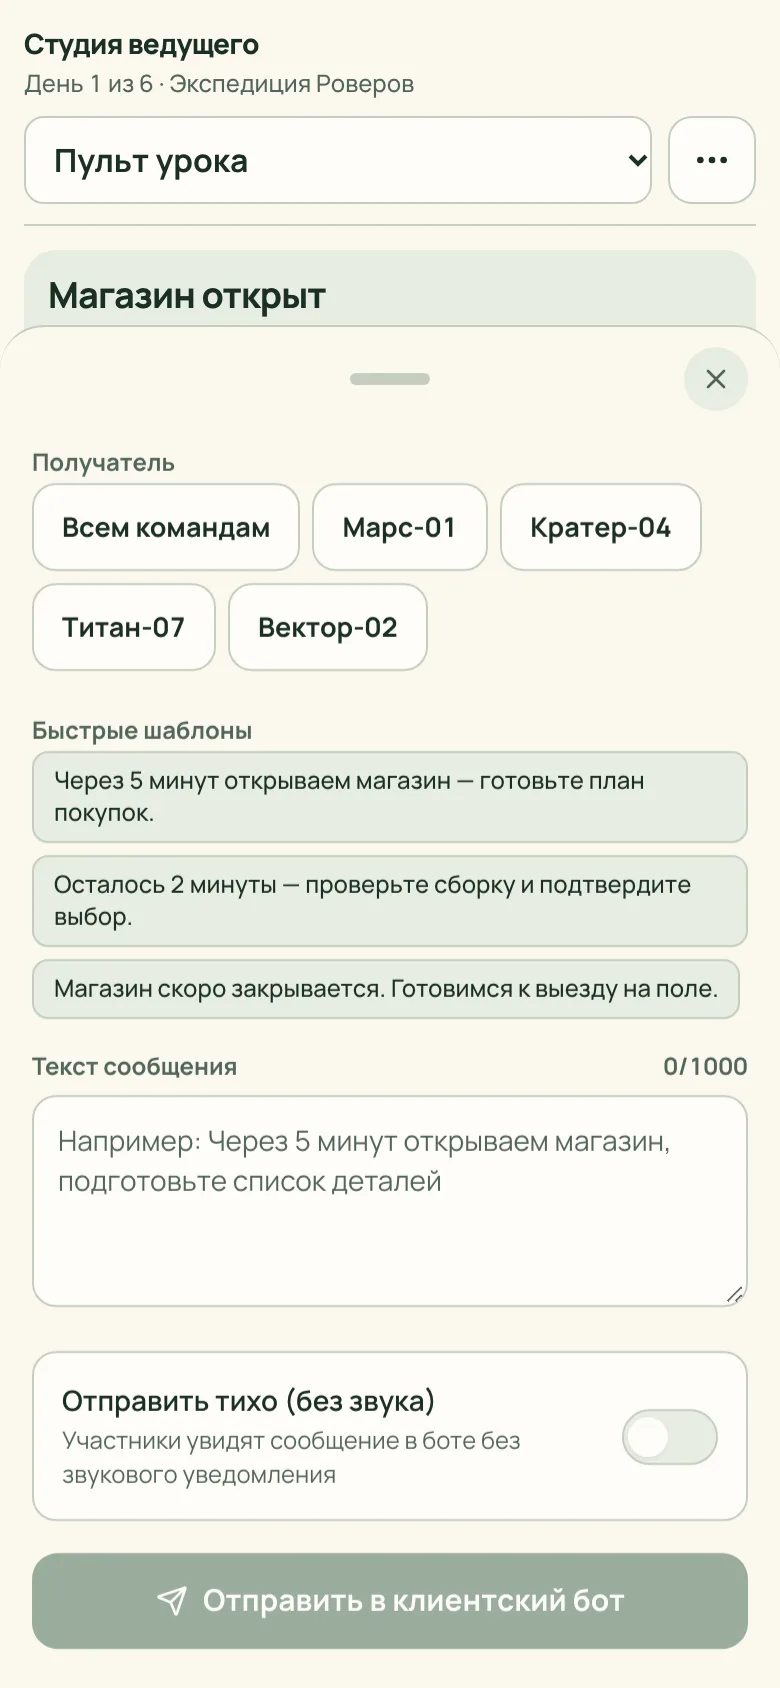 Студия ведущего
День 1 из 6 · Экспедиция Роверов
Пульт урока
Магазин открыт
Получатель
Всем командам
Марс-01
Кратер-04
Титан-07
Вектор-02
Быстрые шаблоны
Через 5 минут открываем магазин — готовьте план
покупок.
Осталось 2 минуты — проверьте сборку и подтвердите
выбор.
Магазин скоро закрывается. Готовимся к выезду на поле.
Текст сообщения
0/1000
Например: Через 5 минут открываем магазин,
подготовьте список деталей
Отправить тихо (без звука)
Участники увидят сообщение в боте без
звукового уведомления
Отправить в клиентский бот